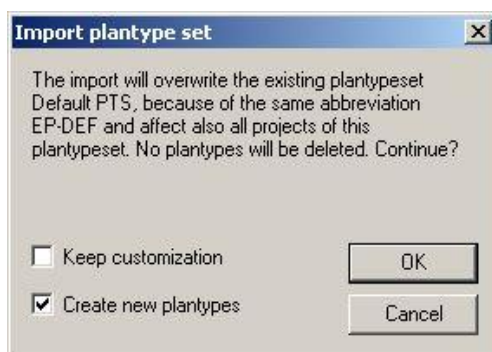 Import plantype set
The import will overwrite the existing plantypeset
Default PTS, because of the same abbreviation
EP-DEF and affect also all projects of this
plantypeset. No plantypes will be deleted. Continue?
Keep customization
OK
Create new plantypes
Cancel